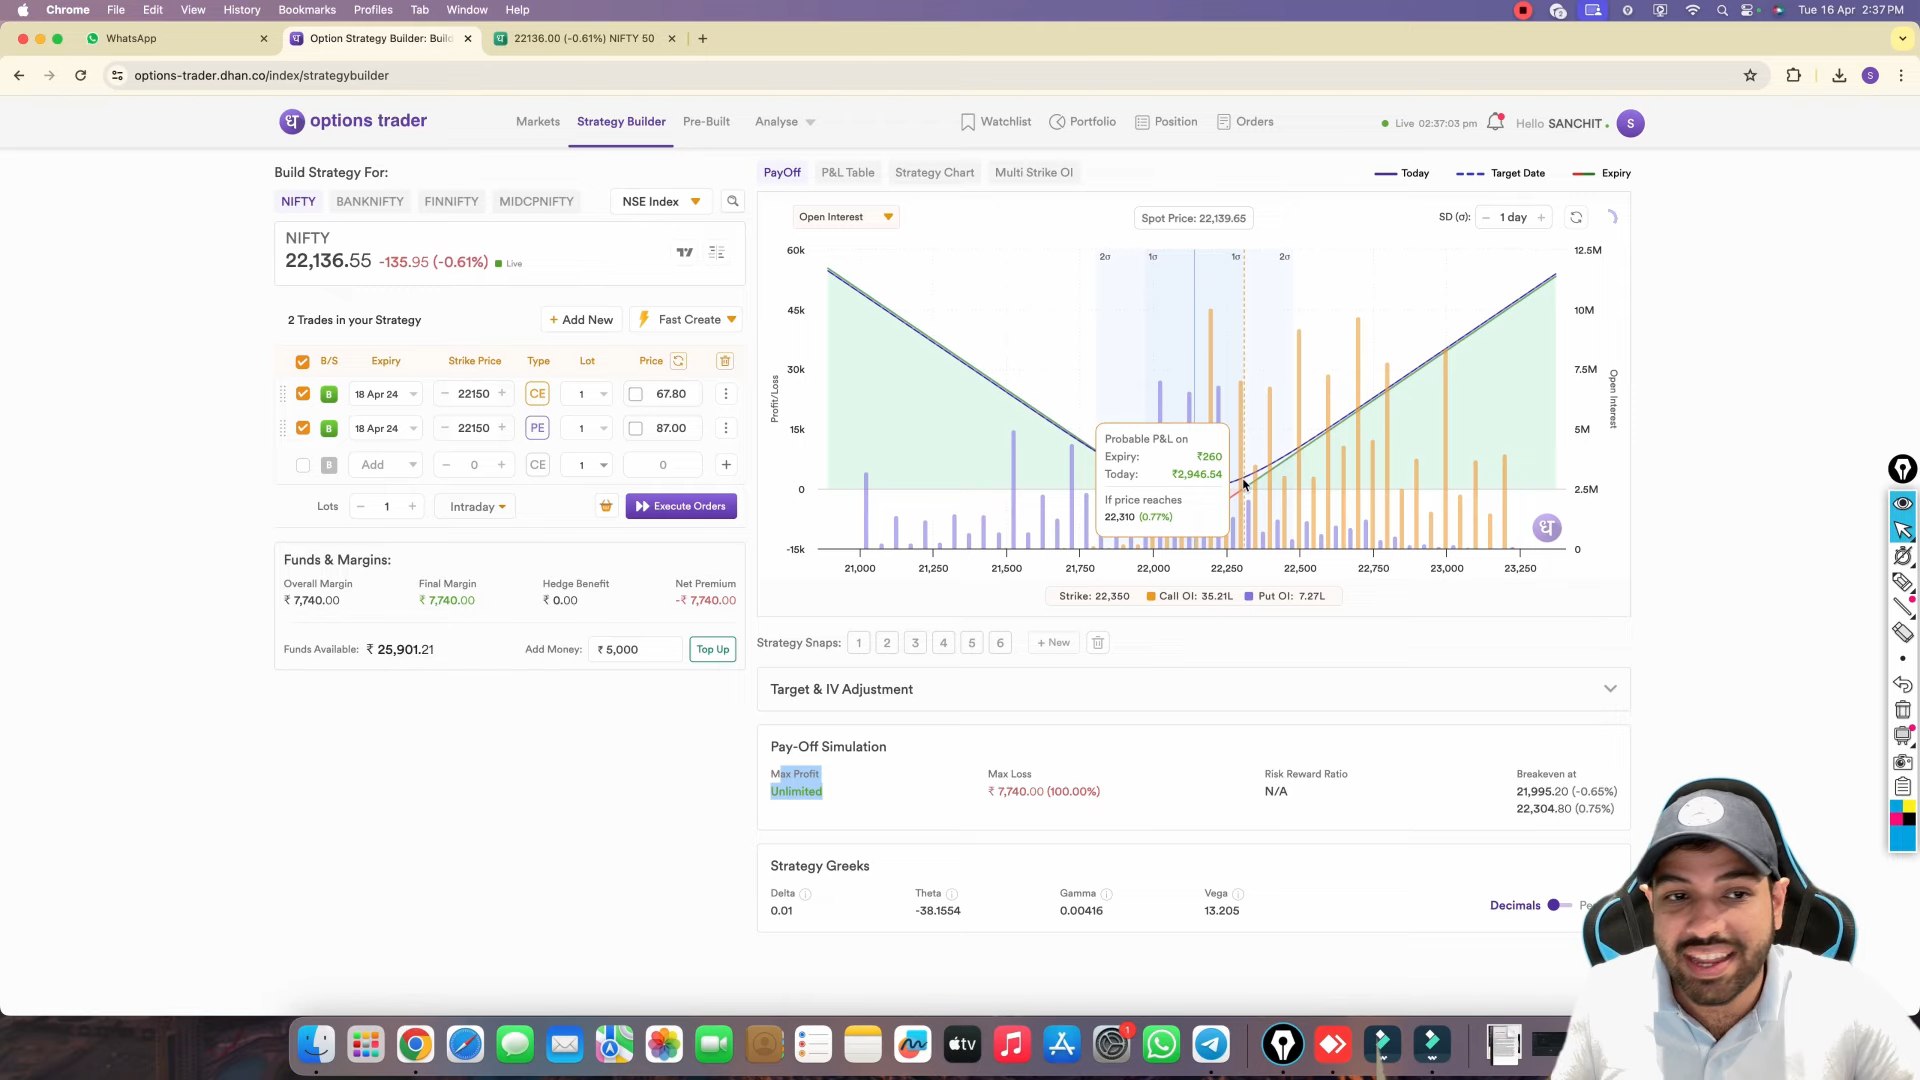 Chrome File Edit View History Bookmarks Profiles Tab Window Help
Tue 16 Apr 2:37 PM
WhatsApp
Option Strategy Builder: Buil
22136.00 (-0.61%) NIFTY 50
options-trader.dhan.co/index/strategybuilder
options trader
Markets Strategy Builder Pre-Built Analyse
Watchlist Portfolio Position Orders
Live 02:37:03 pm
Hello SANCHIT
S
Build Strategy For:
NIFTY BANKNIFTY FINNIFTY MIDCPNIFTY NSE Index
NIFTY
22,136.55 -135.95 (-0.61%) Live
2 Trades in your Strategy + Add New Fast Create
B/S Expiry Strike Price Type Lot Price
B 18 Apr 24 - 22150 + CE 1 67.80
B 18 Apr 24 - 22150 + PE 1 87.00
B Add - 0 + CE 1 0 +
Lots - 1 + Intraday Execute Orders
Funds & Margins:
Overall Margin Final Margin Hedge Benefit Net Premium
₹ 7,740.00 ₹ 7,740.00 ₹ 0.00 -₹ 7,740.00
Funds Available: ₹ 25,901.21 Add Money: ₹ 5,000 Top Up
PayOff P&L Table Strategy Chart Multi Strike OI
Today Target Date Expiry
Open Interest
Spot Price: 22,139.65
SD (σ): - 1 day +
2σ 1σ 1σ 2σ
60k
45k
30k
15k
0
-15k
Profit/Loss
12.5M
10M
7.5M
5M
2.5M
0
Open Interest
Probable P&L on
Expiry: ₹260
Today: ₹2,946.54
If price reaches
22,310 (0.77%)
21,000 21,250 21,500 21,750 22,000 22,250 22,500 22,750 23,000 23,250
Strike: 22,350 Call OI: 35.21L Put OI: 7.27L
Strategy Snaps: 1 2 3 4 5 6 + New
Target & IV Adjustment
Pay-Off Simulation
Max Profit Max Loss Risk Reward Ratio Breakeven at
Unlimited ₹ 7,740.00 (100.00%) N/A 21,995.20 (-0.65%)
22,304.80 (0.75%)
Strategy Greeks
Delta Theta Gamma Vega
0.01 -38.1554 0.00416 13.205
Decimals
tv
1